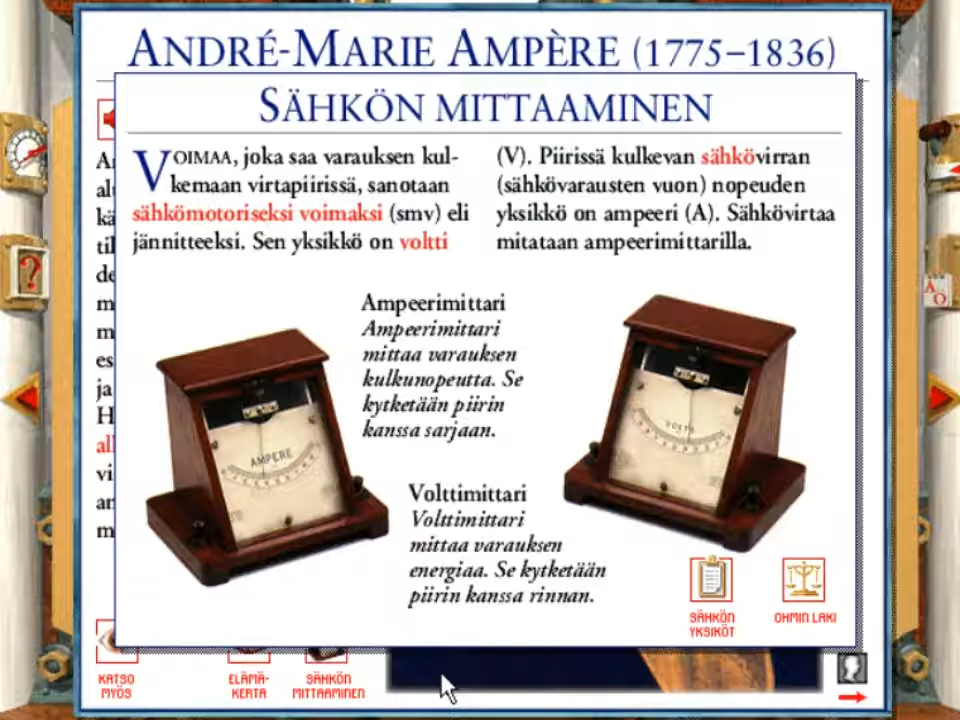 ANDRÉ-MARIE AMPÈRE (1775–1836)
SÄHKÖN MITTAAMINEN
VOIMAA, joka saa varauksen kul-
kemaan virtapiirissä, sanotaan
sähkömotoriseksi voimaksi (smv) eli
jännitteeksi. Sen yksikkö on voltti
(V). Piirissä kulkevan sähkövirran
(sähkövarausten vuon) nopeuden
yksikkö on ampeeri (A). Sähkövirtaa
mitataan ampeerimittarilla.
Ampeerimittari
Ampeerimittari
mittaa varauksen
kulkunopeutta. Se
kytketään piirin
kanssa sarjaan.
AMPERE
VOLTS
Volttimittari
Volttimittari
mittaa varauksen
energiaa. Se kytketään
piirin kanssa rinnan.
SÄHKÖN
YKSIKÖT
OHMIN LAKI
KATSO
MYÖS
ELÄMÄ-
KERTA
SÄHKÖN
MITTAAMINEN
?
A...Ö